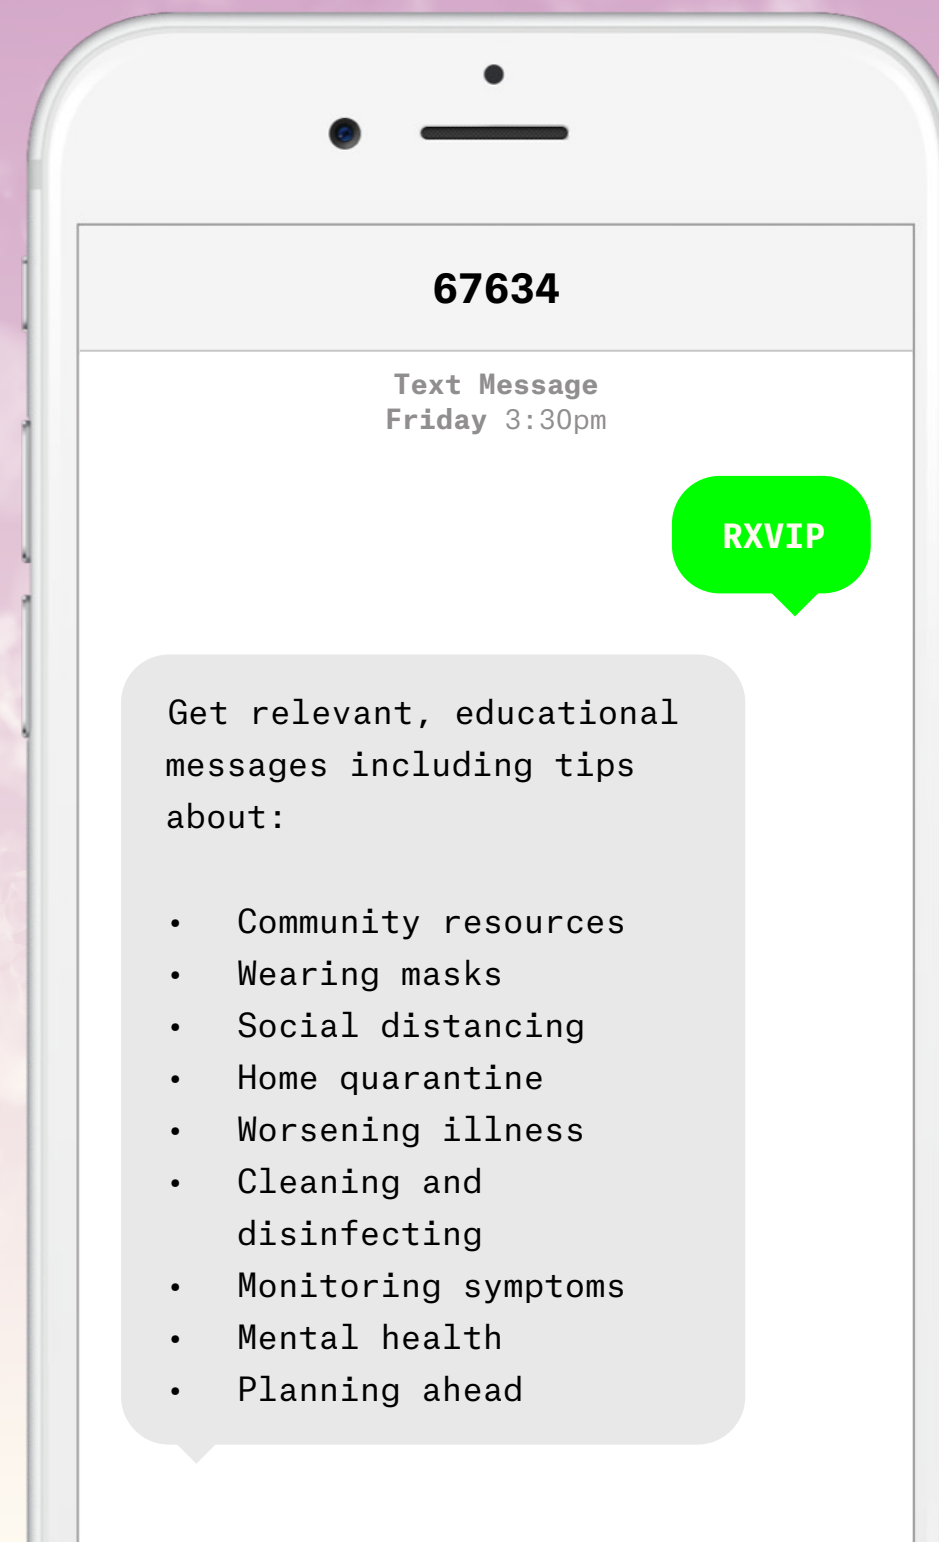 67634
Text Message
Friday 3:30pm
RXVIP
Get relevant, educational
messages including tips
about:
• Community resources
• Wearing masks
• Social distancing
• Home quarantine
• Worsening illness
• Cleaning and
disinfecting
• Monitoring symptoms
• Mental health
• Planning ahead